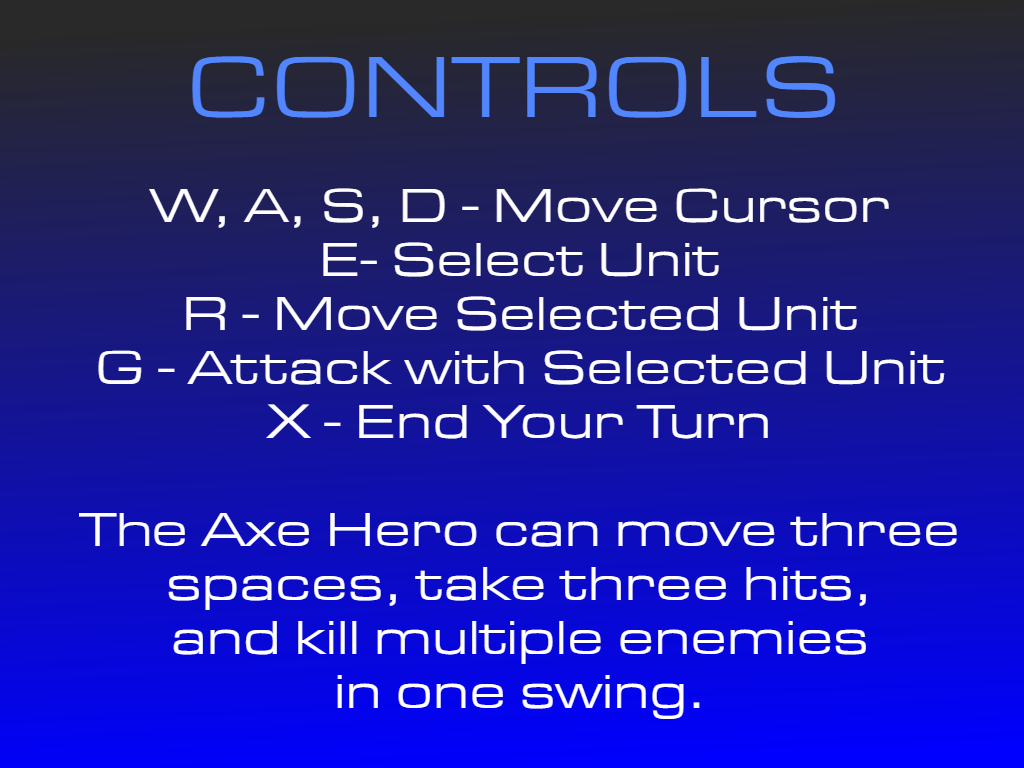 CONTROLS
W, A, S, D - Move Cursor
E- Select Unit
R - Move Selected Unit
G - Attack with Selected Unit
X - End Your Turn
The Axe Hero can move three
spaces, take three hits,
and kill multiple enemies
in one swing.